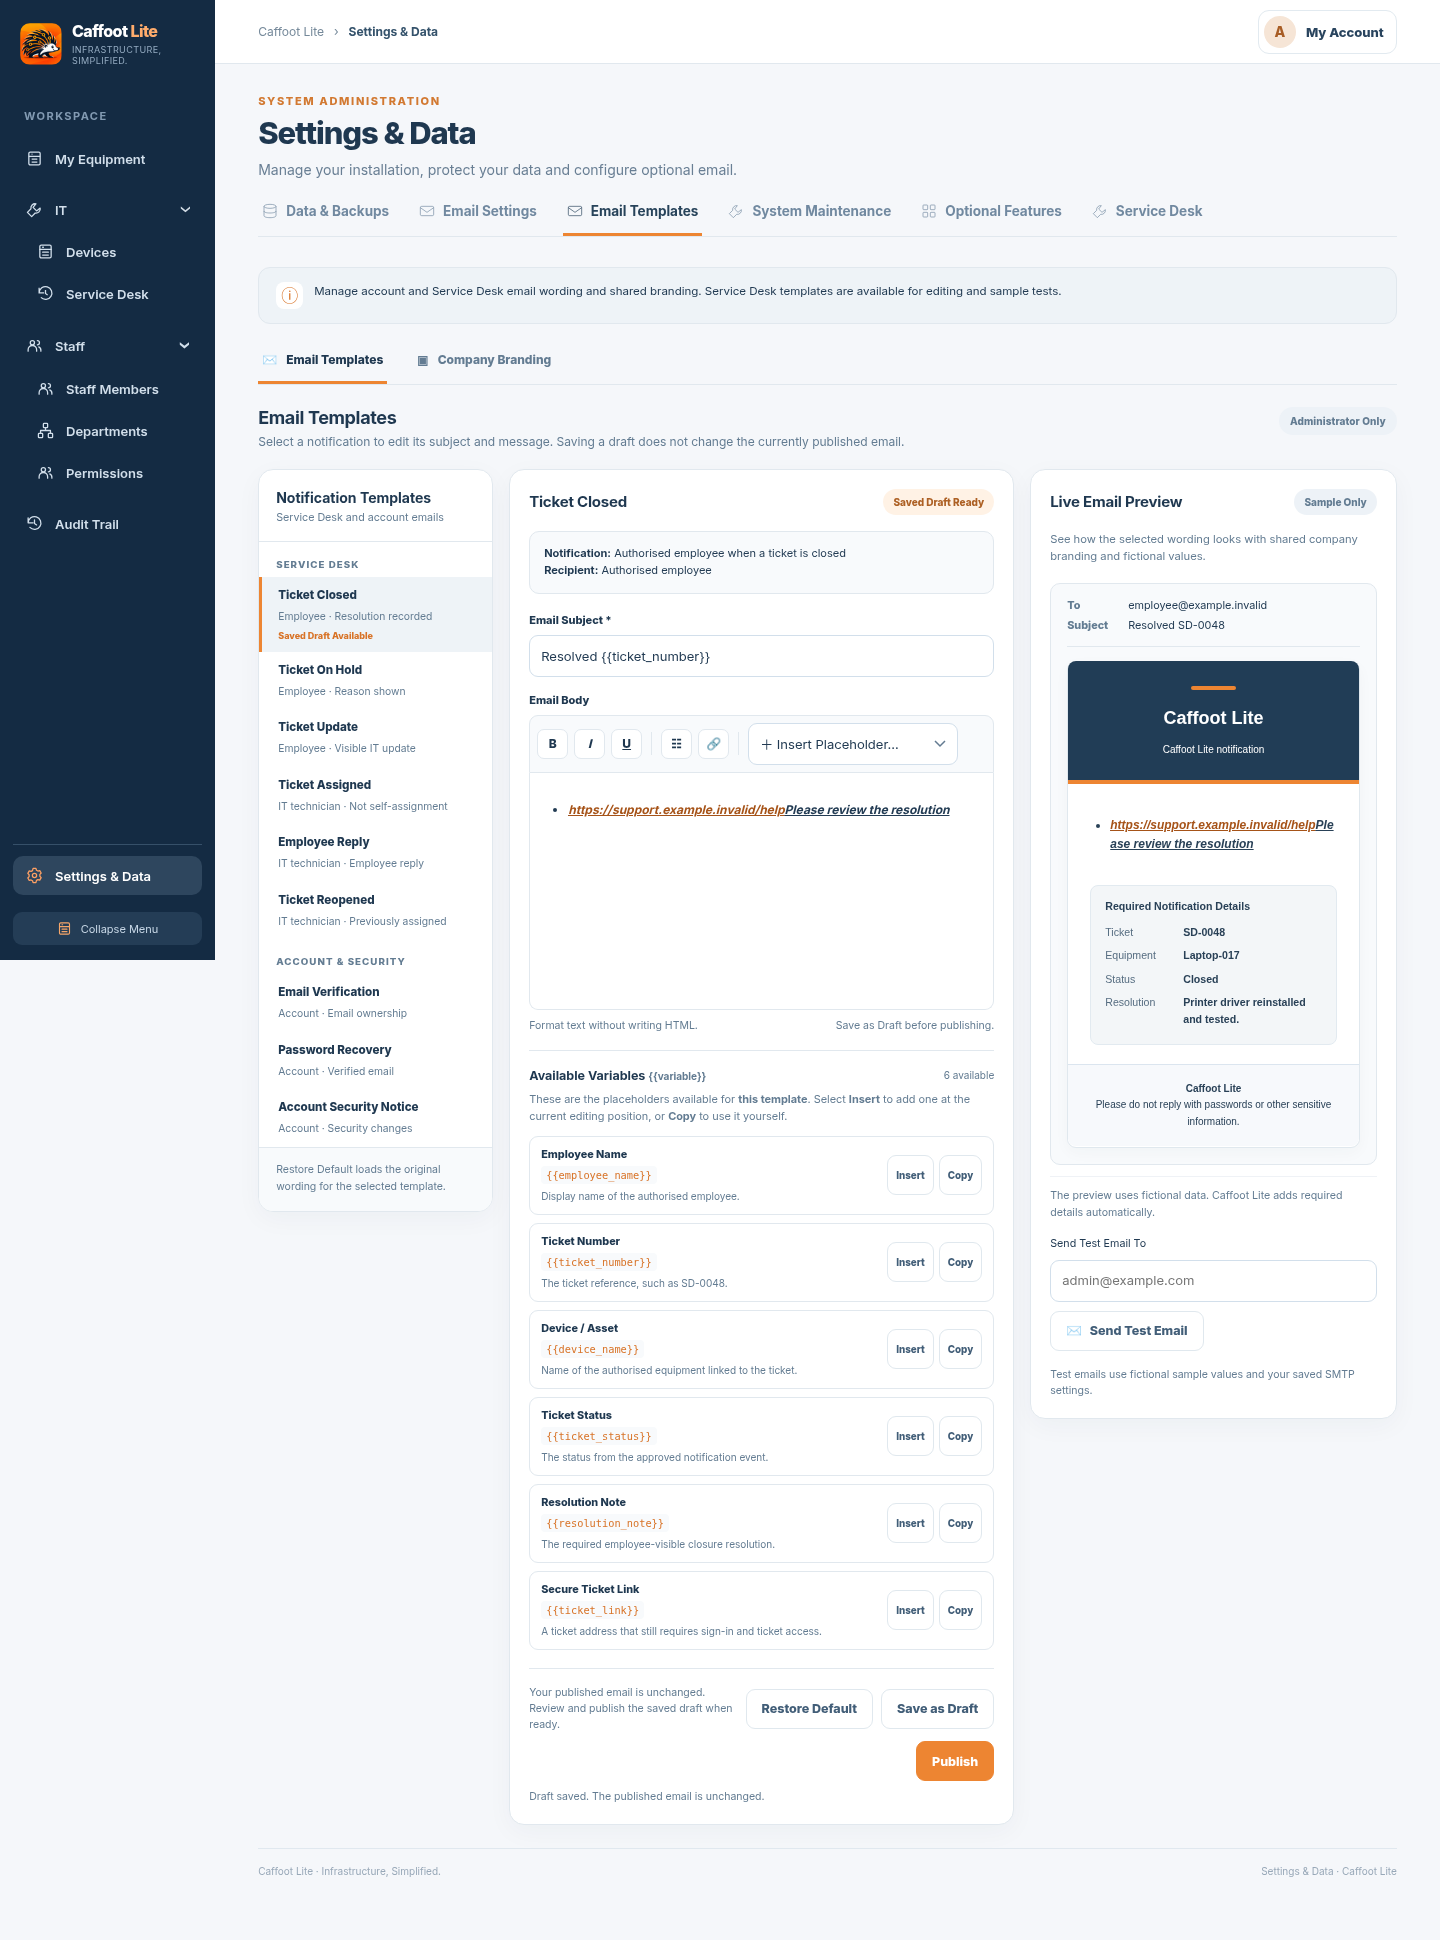 Caffoot Lite
INFRASTRUCTURE,
SIMPLIFIED.
WORKSPACE
My Equipment
IT
Devices
Service Desk
Staff
Staff Members
Departments
Permissions
Audit Trail
Settings & Data
Collapse Menu
Caffoot Lite › Settings & Data
A My Account
SYSTEM ADMINISTRATION
Settings & Data
Manage your installation, protect your data and configure optional email.
Data & Backups Email Settings Email Templates System Maintenance Optional Features Service Desk
Manage account and Service Desk email wording and shared branding. Service Desk templates are available for editing and sample tests.
Email Templates Company Branding
Email Templates
Administrator Only
Select a notification to edit its subject and message. Saving a draft does not change the currently published email.
Notification Templates
Service Desk and account emails
SERVICE DESK
Ticket Closed
Employee · Resolution recorded
Saved Draft Available
Ticket On Hold
Employee · Reason shown
Ticket Update
Employee · Visible IT update
Ticket Assigned
IT technician · Not self-assignment
Employee Reply
IT technician · Employee reply
Ticket Reopened
IT technician · Previously assigned
ACCOUNT & SECURITY
Email Verification
Account · Email ownership
Password Recovery
Account · Verified email
Account Security Notice
Account · Security changes
Restore Default loads the original
wording for the selected template.
Ticket Closed
Saved Draft Ready
Notification: Authorised employee when a ticket is closed
Recipient: Authorised employee
Email Subject *
Resolved {{ticket_number}}
Email Body
B I U + Insert Placeholder...
• https://support.example.invalid/helpPlease review the resolution
Format text without writing HTML. Save as Draft before publishing.
Available Variables {{variable}} 6 available
These are the placeholders available for this template. Select Insert to add one at the
current editing position, or Copy to use it yourself.
Employee Name
{{employee_name}}
Display name of the authorised employee.
Insert Copy
Ticket Number
{{ticket_number}}
The ticket reference, such as SD-0048.
Insert Copy
Device / Asset
{{device_name}}
Name of the authorised equipment linked to the ticket.
Insert Copy
Ticket Status
{{ticket_status}}
The status from the approved notification event.
Insert Copy
Resolution Note
{{resolution_note}}
The required employee-visible closure resolution.
Insert Copy
Secure Ticket Link
{{ticket_link}}
A ticket address that still requires sign-in and ticket access.
Insert Copy
Your published email is unchanged.
Review and publish the saved draft when
ready.
Restore Default Save as Draft
Publish
Draft saved. The published email is unchanged.
Live Email Preview
Sample Only
See how the selected wording looks with shared company
branding and fictional values.
To employee@example.invalid
Subject Resolved SD-0048
Caffoot Lite
Caffoot Lite notification
• https://support.example.invalid/helpPle
ase review the resolution
Required Notification Details
Ticket SD-0048
Equipment Laptop-017
Status Closed
Resolution Printer driver reinstalled
and tested.
Caffoot Lite
Please do not reply with passwords or other sensitive
information.
The preview uses fictional data. Caffoot Lite adds required
details automatically.
Send Test Email To
admin@example.com
Send Test Email
Test emails use fictional sample values and your saved SMTP
settings.
Caffoot Lite · Infrastructure, Simplified.
Settings & Data · Caffoot Lite